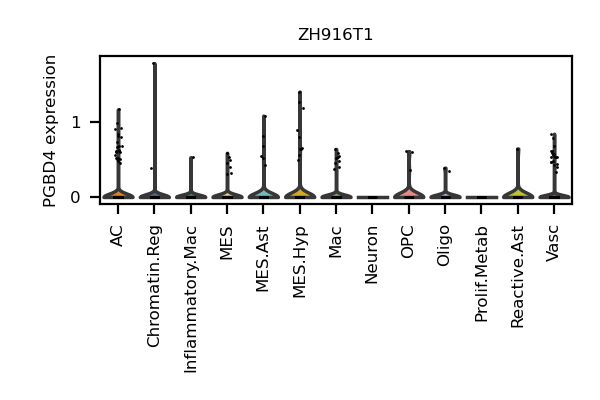 ZH916T1
PGBD4 expression
1
0
AC
Chromatin.Reg
Inflammatory.Mac
MES
MES.Ast
MES.Hyp
Mac
Neuron
OPC
Oligo
Prolif.Metab
Reactive.Ast
Vasc